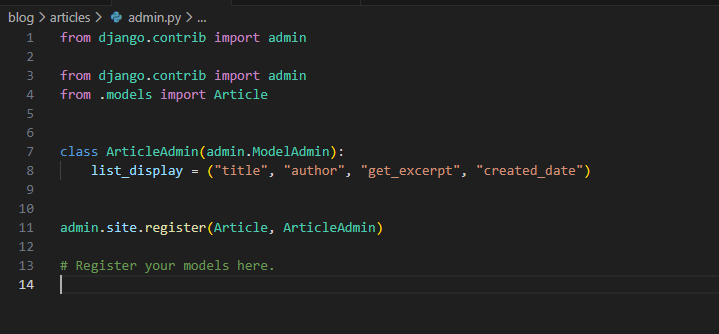 blog > articles > admin.py > ...
1 from django.contrib import admin
2
3 from django.contrib import admin
4 from .models import Article
5
6
7 class ArticleAdmin(admin.ModelAdmin):
8     list_display = ("title", "author", "get_excerpt", "created_date")
9
10
11 admin.site.register(Article, ArticleAdmin)
12
13 # Register your models here.
14